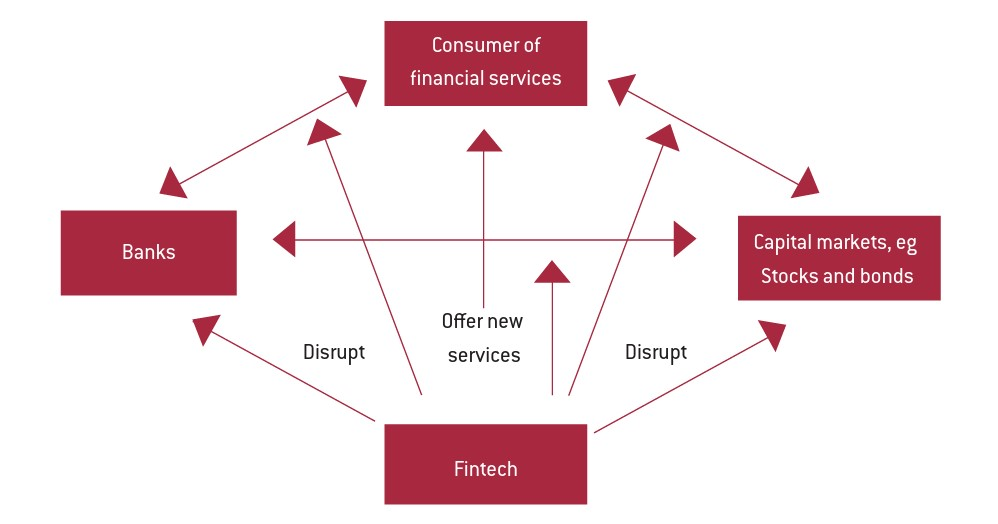 Consumer of
financial services
Banks
Capital markets, eg
Stocks and bonds
Offer new
services
Disrupt
Disrupt
Fintech